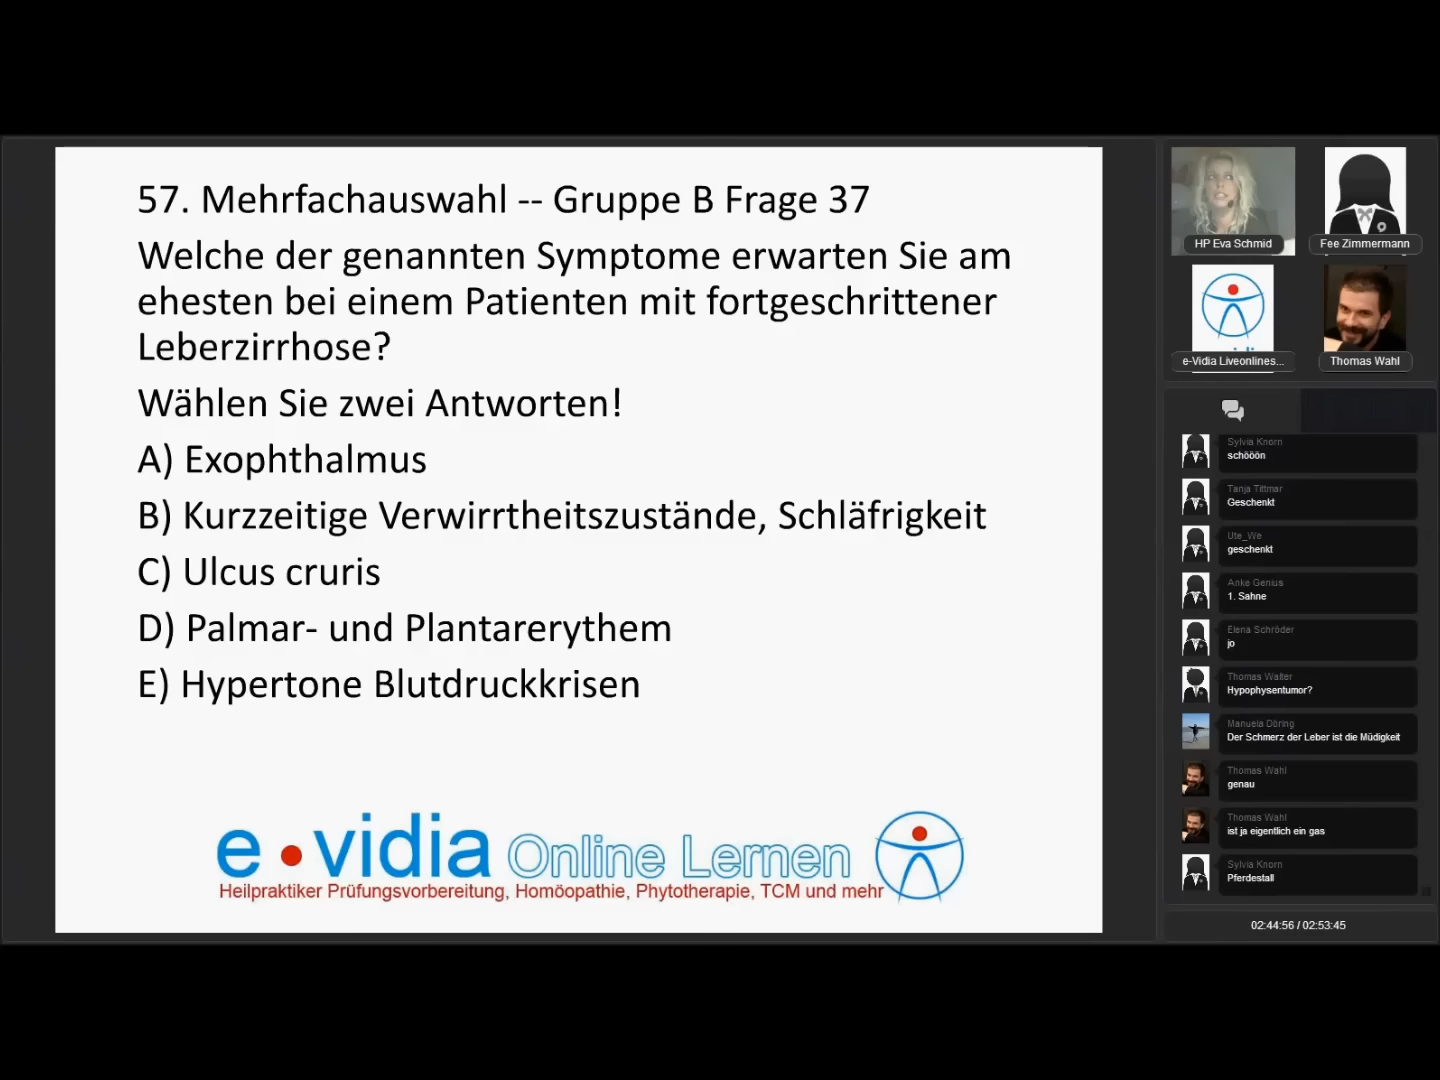 57. Mehrfachauswahl -- Gruppe B Frage 37
Welche der genannten Symptome erwarten Sie am
ehesten bei einem Patienten mit fortgeschrittener
Leberzirrhose?
Wählen Sie zwei Antworten!
A) Exophthalmus
B) Kurzzeitige Verwirrtheitszustände, Schläfrigkeit
C) Ulcus cruris
D) Palmar- und Plantarerythem
E) Hypertone Blutdruckkrisen
e vidia Online Lernen
Heilpraktiker Prüfungsvorbereitung, Homöopathie, Phytotherapie, TCM und mehr
HP Eva Schmid
Fee Zimmermann
e-Vidia Liveonlines...
Thomas Wahl
Sylvia Knorn
schööön
Tanja Tittmar
Geschenkt
Ute_We
geschenkt
Anke Genius
1. Sahne
Elena Schröder
jo
Thomas Walter
Hypophysentumor?
Manuela Döring
Der Schmerz der Leber ist die Müdigkeit
Thomas Wahl
genau
Thomas Wahl
ist ja eigentlich ein gas
Sylvia Knorn
Pferdestall
02:44:56 / 02:53:45